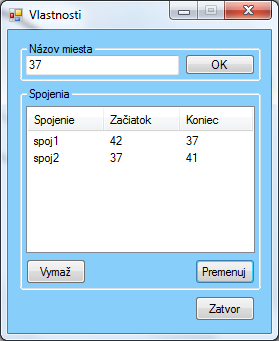 Vlastnosti
Názov miesta
37 OK
Spojenia
Spojenie Začiatok Koniec
spoj1 42 37
spoj2 37 41
Vymaž Premenuj
Zatvor